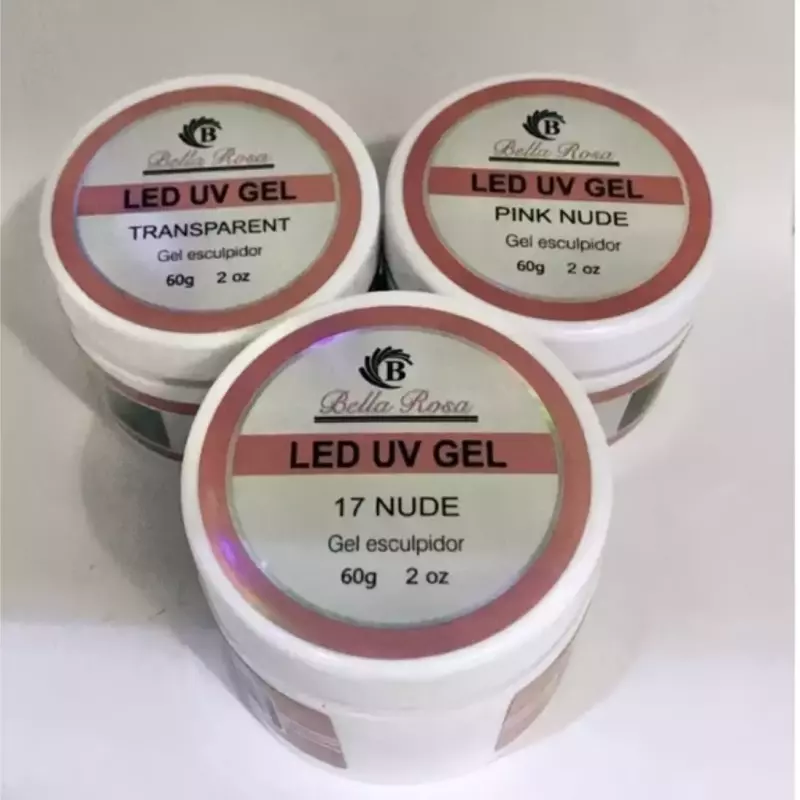 B
Bella Rosa
LED UV GEL
TRANSPARENT
Gel esculpidor
60g 2 oz
B
Bella Rosa
LED UV GEL
PINK NUDE
Gel esculpidor
60g 2 oz
B
Bella Rosa
LED UV GEL
17 NUDE
Gel esculpidor
60g 2 oz